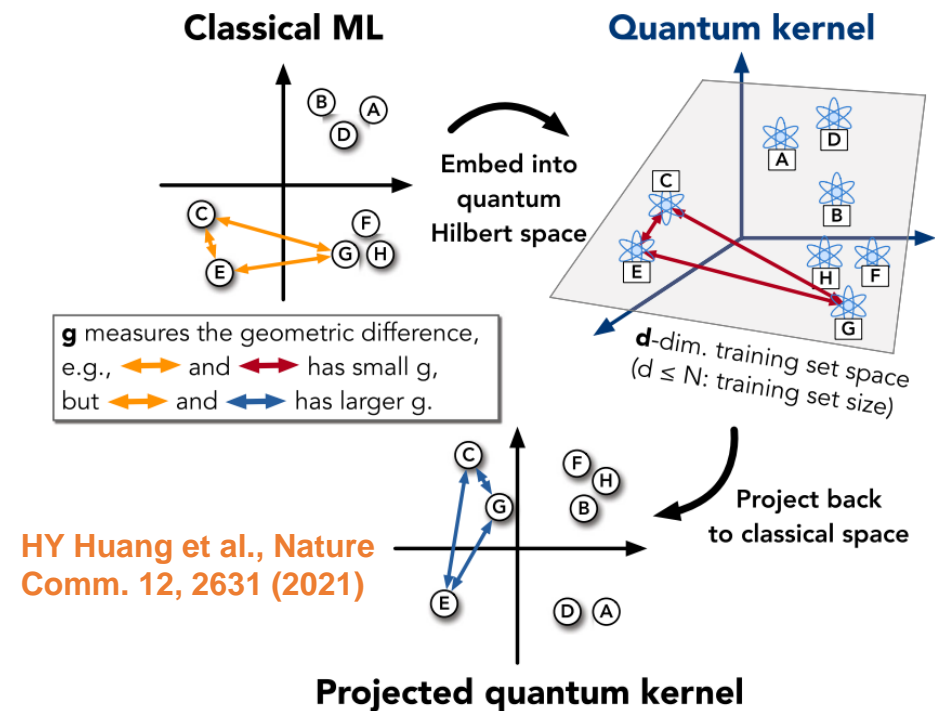 Classical ML
Quantum kernel
B
A
D
C
E
F
G
H
Embed into
quantum
Hilbert space
A
D
C
B
E
H
F
G
g measures the geometric difference,
e.g., and has small g,
but and has larger g.
d-dim. training set space
(d ≤ N: training set size)
C
G
E
F
H
B
D
A
Project back
to classical space
HY Huang et al., Nature
Comm. 12, 2631 (2021)
Projected quantum kernel